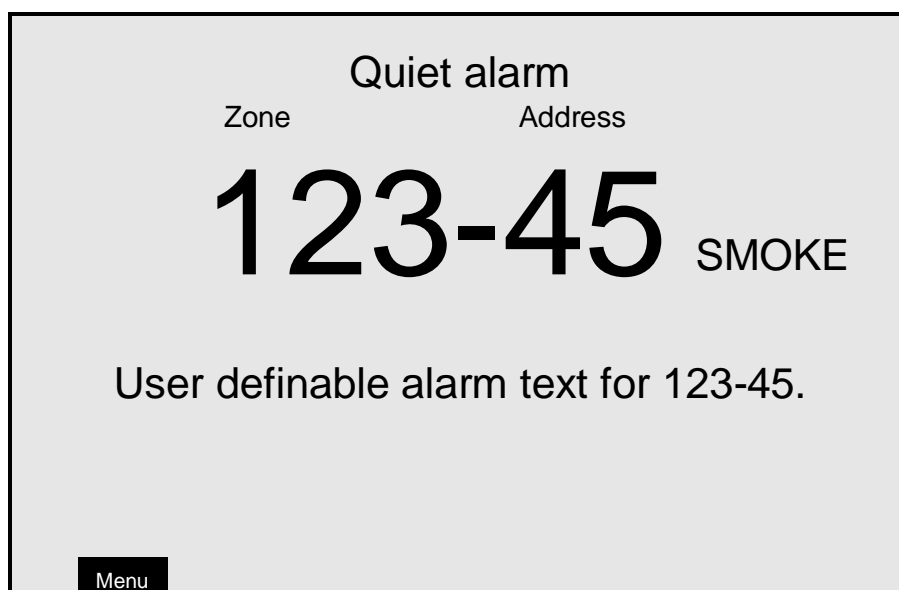 Quiet alarm
Zone Address
123-45 SMOKE
User definable alarm text for 123-45.
Menu